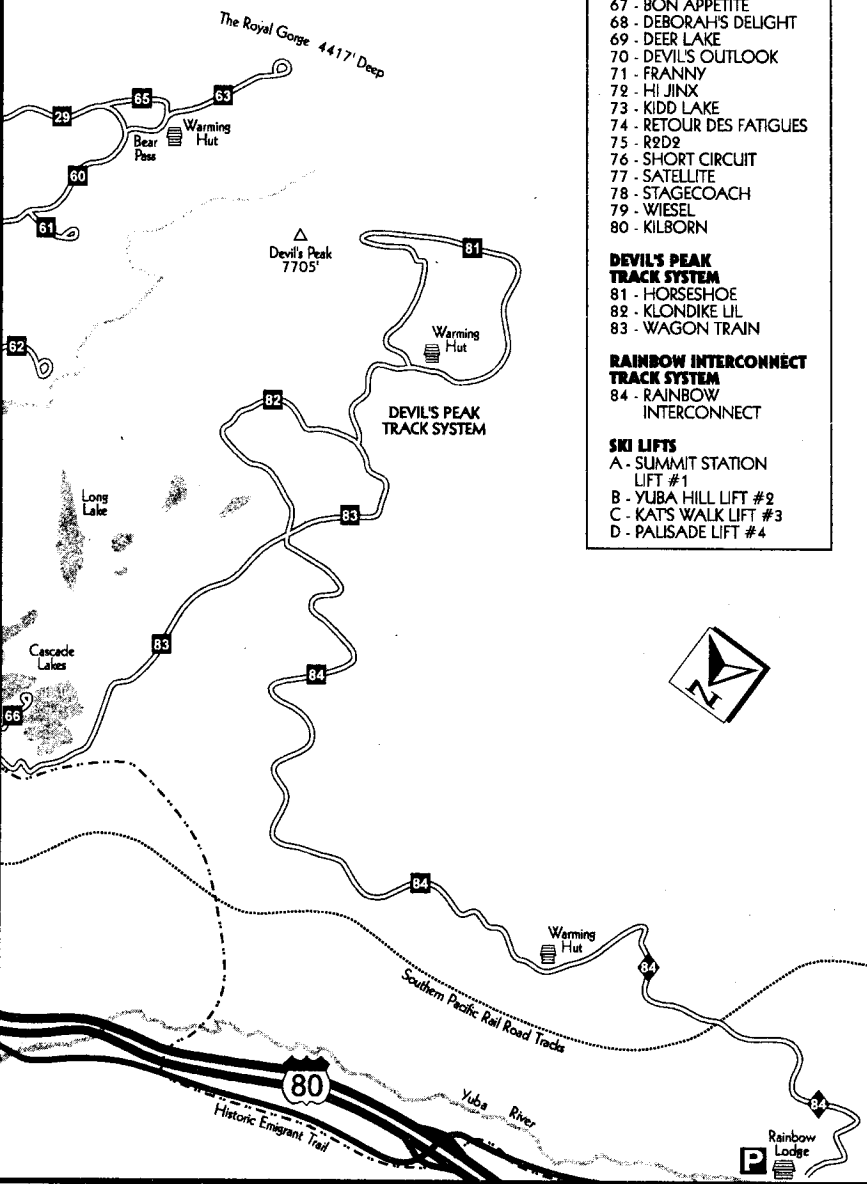 The Royal Gorge 4417' Deep
29
65
63
Bear
Pass
Warming
Hut
60
61
Devil's Peak
7705'
81
62
Warming
Hut
82
DEVIL'S PEAK
TRACK SYSTEM
Long
Lake
83
83
Cascade
Lakes
84
66
84
Warming
Hut
84
Southern Pacific Rail Road Tracks
80
Yuba River
Historic Emigrant Trail
84
P
Rainbow
Lodge
N
67 - BON APPETITE
68 - DEBORAH'S DELIGHT
69 - DEER LAKE
70 - DEVIL'S OUTLOOK
71 - FRANNY
72 - HI JINX
73 - KIDD LAKE
74 - RETOUR DES FATIGUES
75 - R2D2
76 - SHORT CIRCUIT
77 - SATELLITE
78 - STAGECOACH
79 - WIESEL
80 - KILBORN
DEVIL'S PEAK
TRACK SYSTEM
81 - HORSESHOE
82 - KLONDIKE LIL
83 - WAGON TRAIN
RAINBOW INTERCONNECT
TRACK SYSTEM
84 - RAINBOW
INTERCONNECT
SKI LIFTS
A - SUMMIT STATION
LIFT #1
B - YUBA HILL LIFT #2
C - KAT'S WALK LIFT #3
D - PALISADE LIFT #4